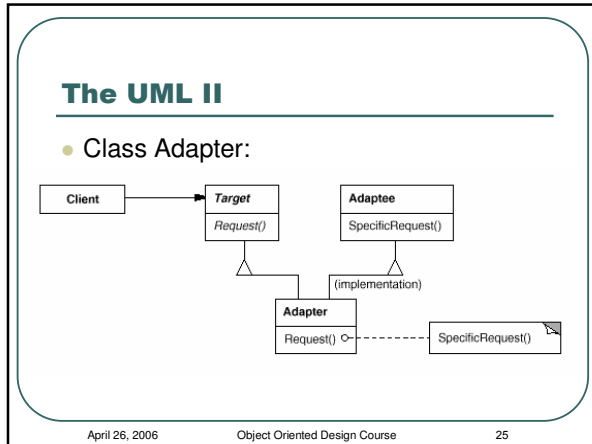 The UML II
Class Adapter:
Client
Target
Request()
Adaptee
SpecificRequest()
(implementation)
Adapter
Request()
SpecificRequest()
April 26, 2006
Object Oriented Design Course
25